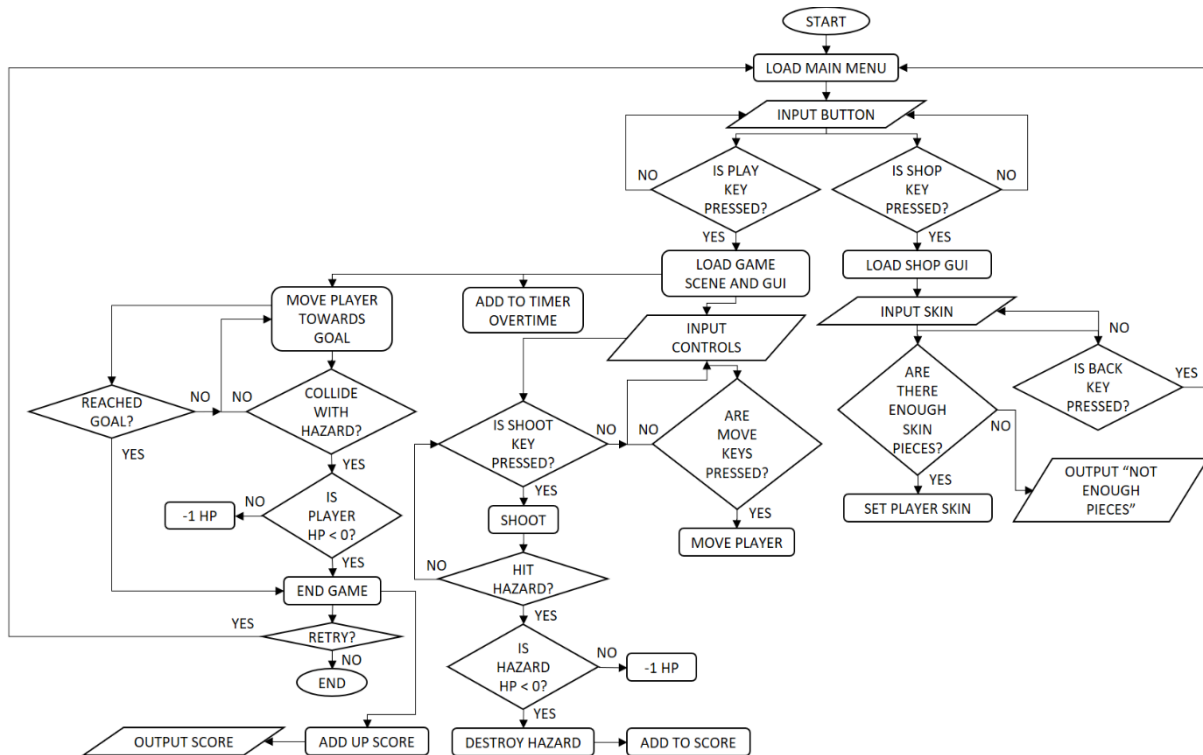 START
LOAD MAIN MENU
INPUT BUTTON
NO
IS PLAY
KEY
PRESSED?
YES
IS SHOP
KEY
PRESSED?
NO
YES
LOAD GAME
SCENE AND GUI
LOAD SHOP GUI
MOVE PLAYER
TOWARDS
GOAL
ADD TO TIMER
OVERTIME
INPUT
CONTROLS
INPUT SKIN
NO
REACHED
GOAL?
NO
YES
NO
COLLIDE
WITH
HAZARD?
YES
IS SHOOT
KEY
PRESSED?
NO
YES
NO
ARE
MOVE
KEYS
PRESSED?
YES
ARE
THERE
ENOUGH
SKIN
PIECES?
NO
YES
IS BACK
KEY
PRESSED?
YES
-1 HP
NO
IS
PLAYER
HP < 0?
YES
SHOOT
MOVE PLAYER
SET PLAYER SKIN
OUTPUT “NOT
ENOUGH
PIECES”
NO
HIT
HAZARD?
YES
END GAME
YES
RETRY?
NO
END
IS
HAZARD
HP < 0?
NO
-1 HP
YES
OUTPUT SCORE
ADD UP SCORE
DESTROY HAZARD
ADD TO SCORE